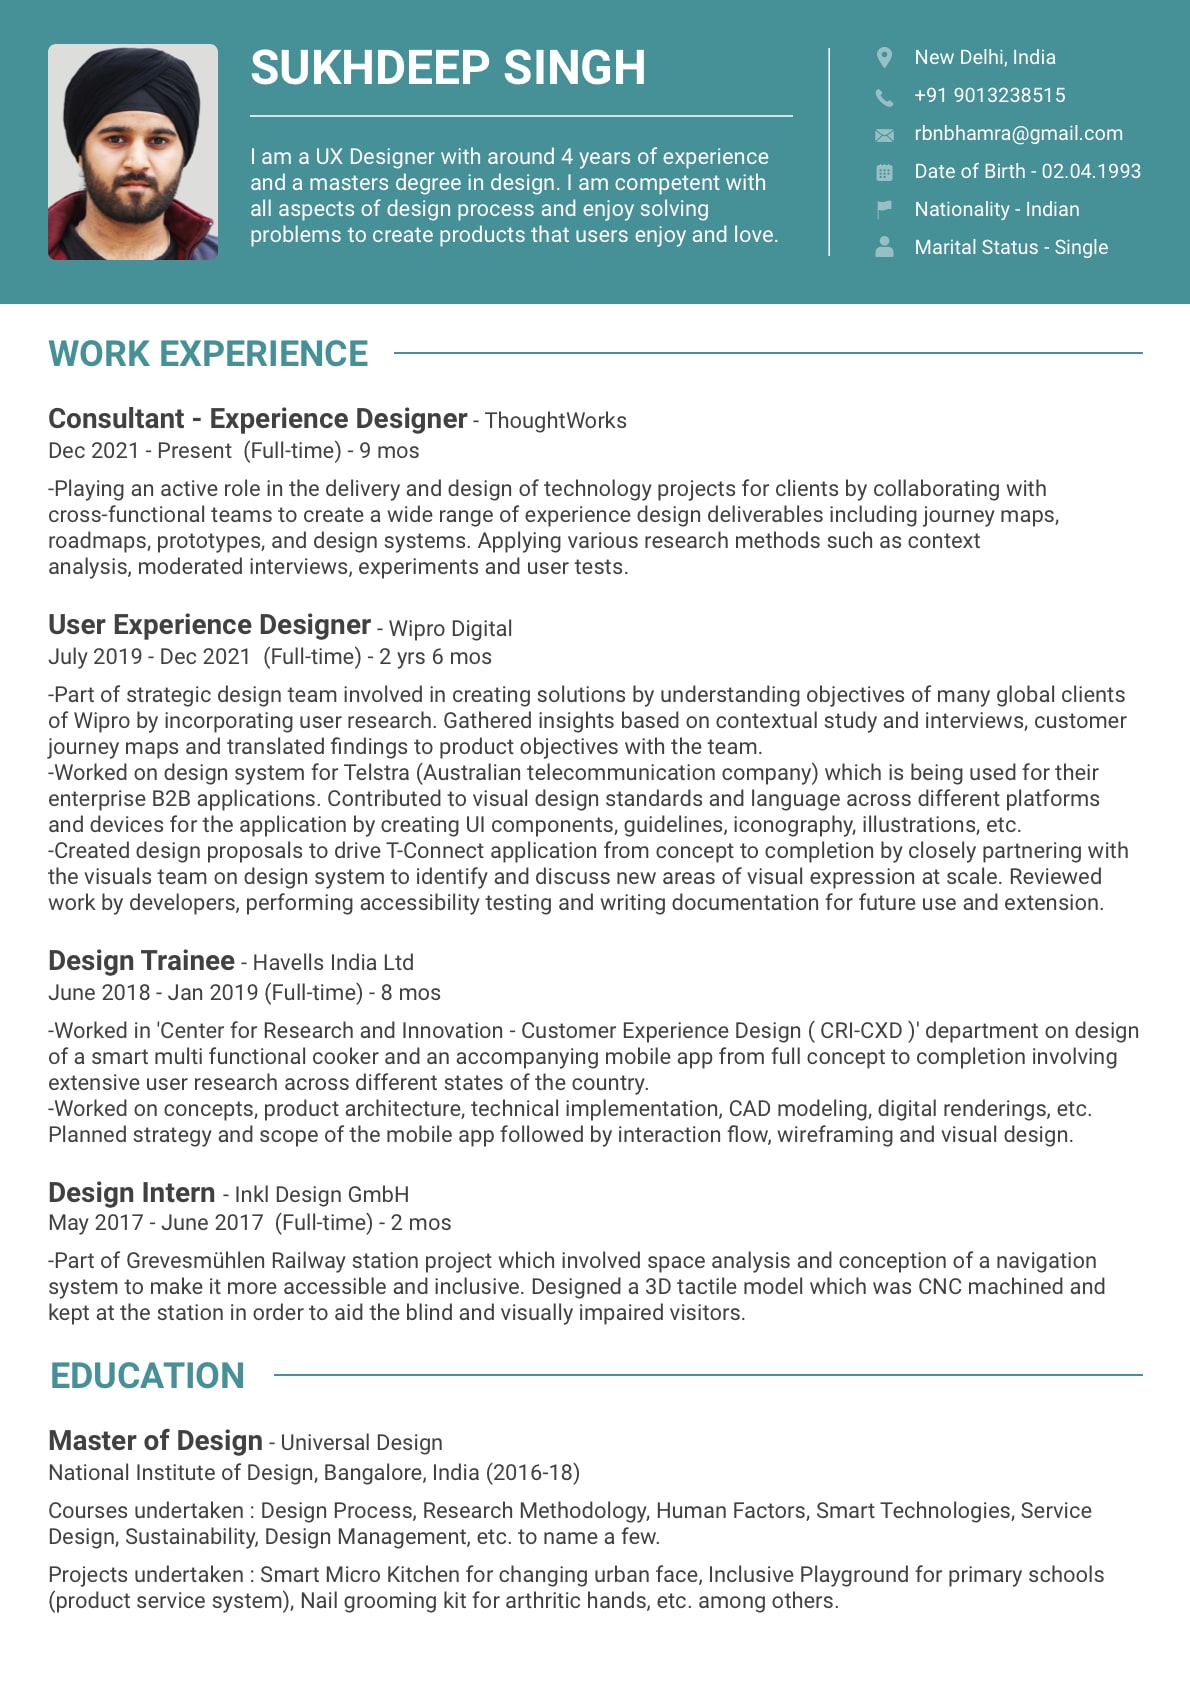 SUKHDEEP SINGH
I am a UX Designer with around 4 years of experience
and a masters degree in design. I am competent with
all aspects of design process and enjoy solving
problems to create products that users enjoy and love.
New Delhi, India
+91 9013238515
rbnbhamra@gmail.com
Date of Birth - 02.04.1993
Nationality - Indian
Marital Status - Single
WORK EXPERIENCE
Consultant - Experience Designer - ThoughtWorks
Dec 2021 - Present (Full-time) - 9 mos
-Playing an active role in the delivery and design of technology projects for clients by collaborating with
cross-functional teams to create a wide range of experience design deliverables including journey maps,
roadmaps, prototypes, and design systems. Applying various research methods such as context
analysis, moderated interviews, experiments and user tests.
User Experience Designer - Wipro Digital
July 2019 - Dec 2021 (Full-time) - 2 yrs 6 mos
-Part of strategic design team involved in creating solutions by understanding objectives of many global clients
of Wipro by incorporating user research. Gathered insights based on contextual study and interviews, customer
journey maps and translated findings to product objectives with the team.
-Worked on design system for Telstra (Australian telecommunication company) which is being used for their
enterprise B2B applications. Contributed to visual design standards and language across different platforms
and devices for the application by creating UI components, guidelines, iconography, illustrations, etc.
-Created design proposals to drive T-Connect application from concept to completion by closely partnering with
the visuals team on design system to identify and discuss new areas of visual expression at scale. Reviewed
work by developers, performing accessibility testing and writing documentation for future use and extension.
Design Trainee - Havells India Ltd
June 2018 - Jan 2019 (Full-time) - 8 mos
-Worked in 'Center for Research and Innovation - Customer Experience Design ( CRI-CXD )' department on design
of a smart multi functional cooker and an accompanying mobile app from full concept to completion involving
extensive user research across different states of the country.
-Worked on concepts, product architecture, technical implementation, CAD modeling, digital renderings, etc.
Planned strategy and scope of the mobile app followed by interaction flow, wireframing and visual design.
Design Intern - Inkl Design GmbH
May 2017 - June 2017 (Full-time) - 2 mos
-Part of Grevesmühlen Railway station project which involved space analysis and conception of a navigation
system to make it more accessible and inclusive. Designed a 3D tactile model which was CNC machined and
kept at the station in order to aid the blind and visually impaired visitors.
EDUCATION
Master of Design - Universal Design
National Institute of Design, Bangalore, India (2016-18)
Courses undertaken : Design Process, Research Methodology, Human Factors, Smart Technologies, Service
Design, Sustainability, Design Management, etc. to name a few.
Projects undertaken : Smart Micro Kitchen for changing urban face, Inclusive Playground for primary schools
(product service system), Nail grooming kit for arthritic hands, etc. among others.